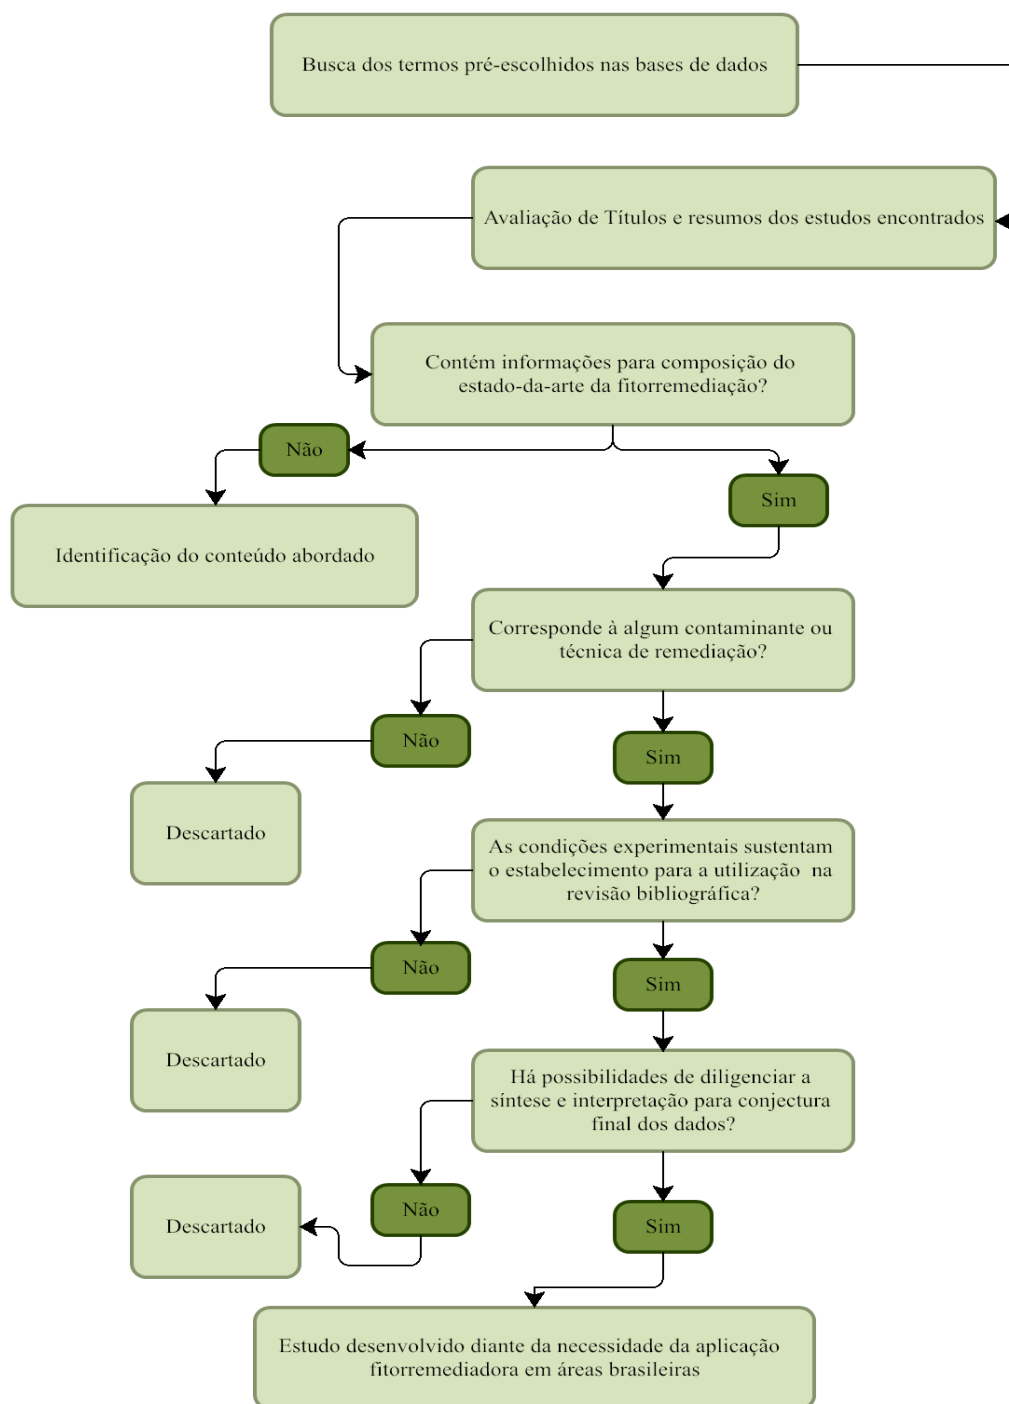 Busca dos termos pré-escolhidos nas bases de dados
Avaliação de Títulos e resumos dos estudos encontrados
Contém informações para composição do
estado-da-arte da fitorremediação?
Não
Sim
Identificação do conteúdo abordado
Corresponde à algum contaminante ou
técnica de remediação?
Não
Sim
Descartado
As condições experimentais sustentam
o estabelecimento para a utilização  na
revisão bibliográfica?
Não
Sim
Descartado
Há possibilidades de diligenciar a
síntese e interpretação para conjectura
final dos dados?
Não
Sim
Descartado
Estudo desenvolvido diante da necessidade da aplicação
fitorremediadora em áreas brasileiras